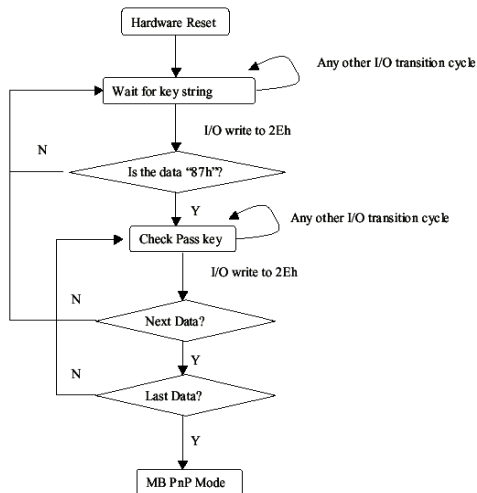 Hardware Reset
Any other I/O transition cycle
Wait for key string
I/O write to 2Eh
N
Is the data “87h”?
Y
Any other I/O transition cycle
Check Pass key
I/O write to 2Eh
N
Next Data?
Y
N
Last Data?
Y
MB PnP Mode